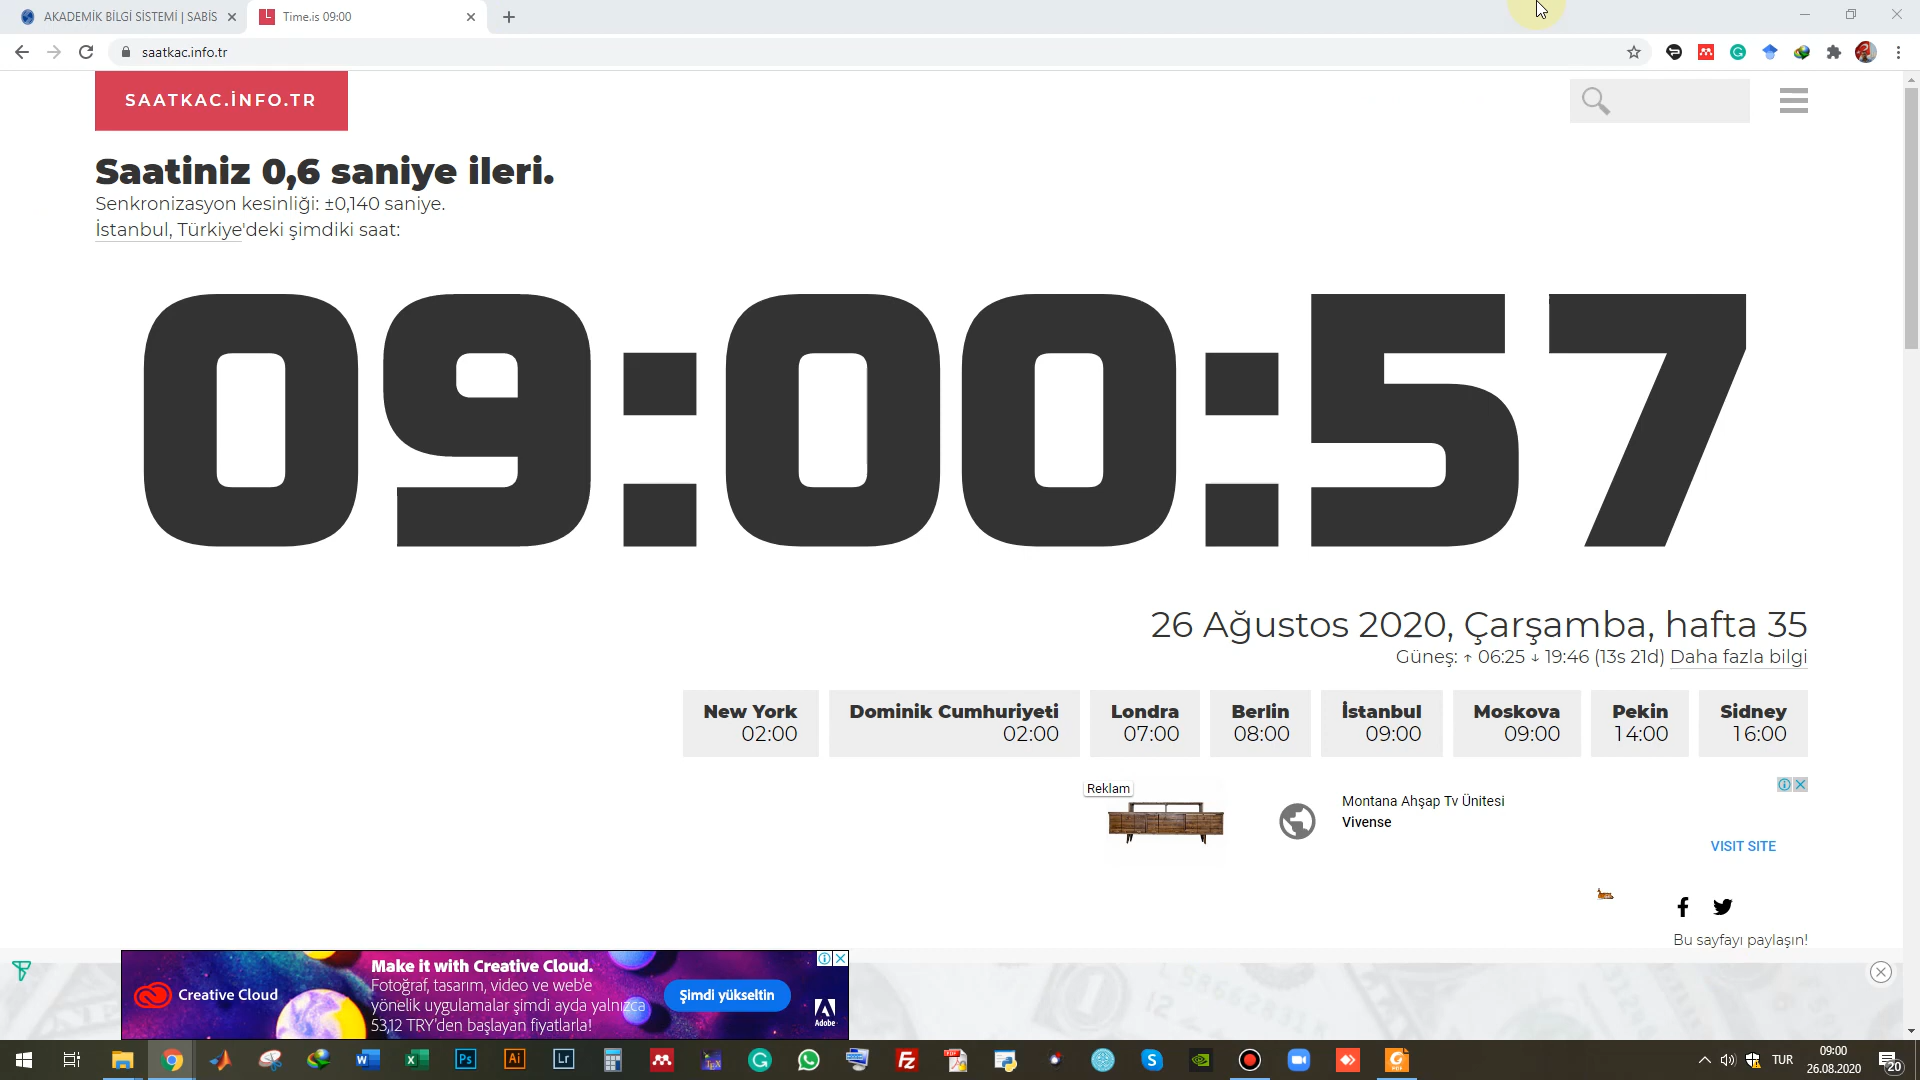 AKADEMİK BİLGİ SİSTEMİ | SABİS
Time.is 09:00
saatkac.info.tr
SAATKAC.İNFO.TR
Saatiniz 0,6 saniye ileri.
Senkronizasyon kesinliği: ±0,140 saniye.
İstanbul, Türkiye'deki şimdiki saat:
09:00:57
26 Ağustos 2020, Çarşamba, hafta 35
Güneş: ↑ 06:25 ↓ 19:46 (13s 21d) Daha fazla bilgi
New York
02:00
Dominik Cumhuriyeti
02:00
Londra
07:00
Berlin
08:00
İstanbul
09:00
Moskova
09:00
Pekin
14:00
Sidney
16:00
Reklam
Montana Ahşap Tv Ünitesi
Vivense
VISIT SITE
Bu sayfayı paylaşın!
Creative Cloud
Make it with Creative Cloud.
Fotoğraf, tasarım, video ve web'e
yönelik uygulamalar şimdi ayda yalnızca
53,12 TRY'den başlayan fiyatlarla!
Şimdi yükseltin
Adobe
TUR
09:00
26.08.2020
20